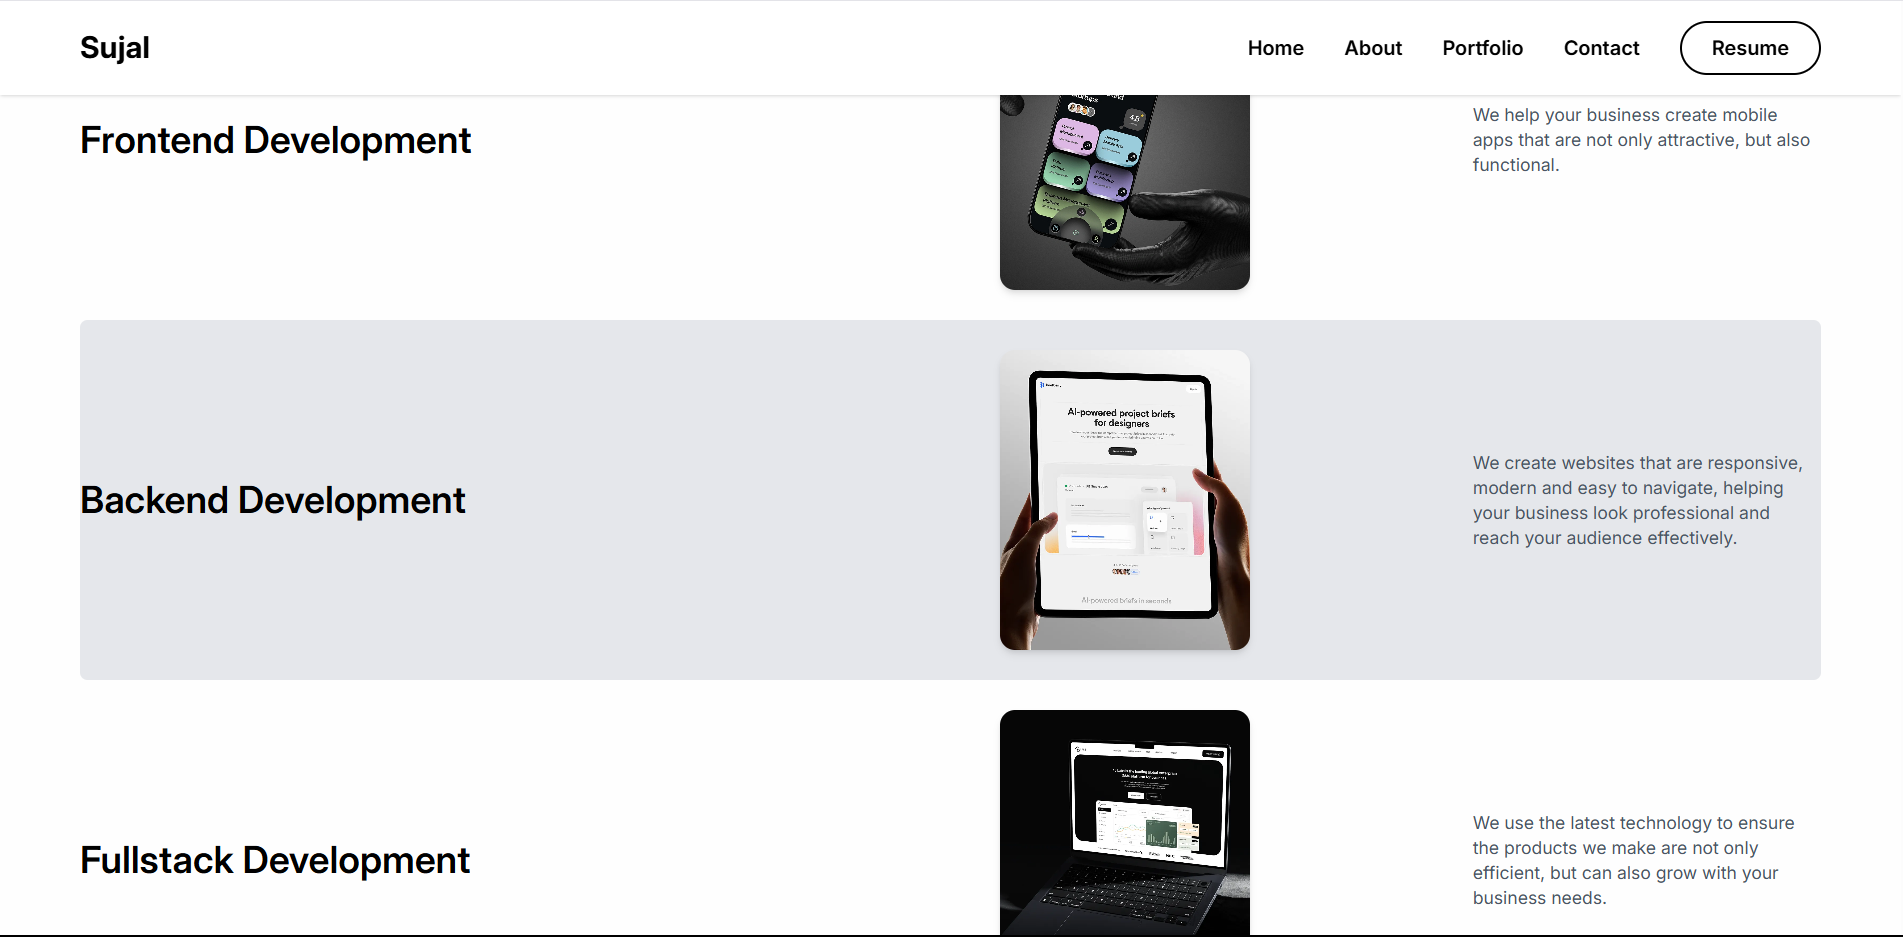 Sujal
Home
About
Portfolio
Contact
Resume
Frontend Development
4.8
We help your business create mobile
apps that are not only attractive, but also
functional.
Backend Development
AI-powered project briefs
for designers
AI-powered briefs in seconds
We create websites that are responsive,
modern and easy to navigate, helping
your business look professional and
reach your audience effectively.
Fullstack Development
We use the latest technology to ensure
the products we make are not only
efficient, but can also grow with your
business needs.